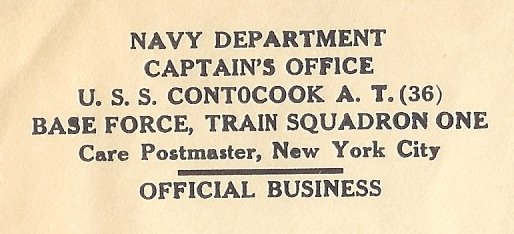 NAVY DEPARTMENT
CAPTAIN'S OFFICE
U. S. S. CONTOCOOK A. T. (36)
BASE FORCE, TRAIN SQUADRON ONE
Care Postmaster, New York City
OFFICIAL BUSINESS